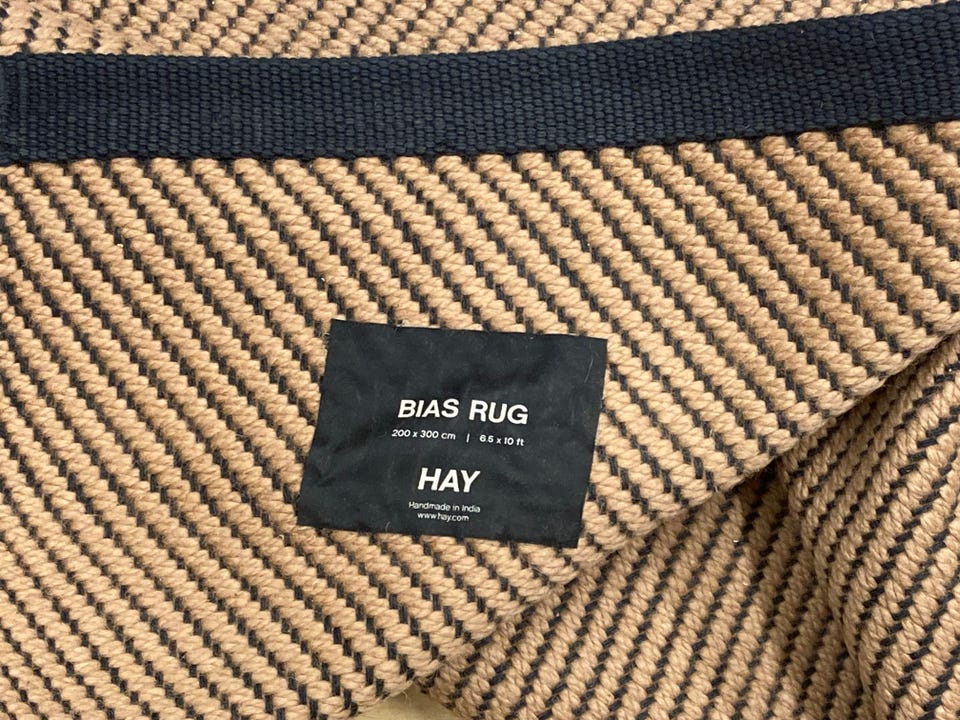 BIAS RUG
200 x 300 cm | 6.5 x 10 ft
HAY
Handmade in India
www.hay.com